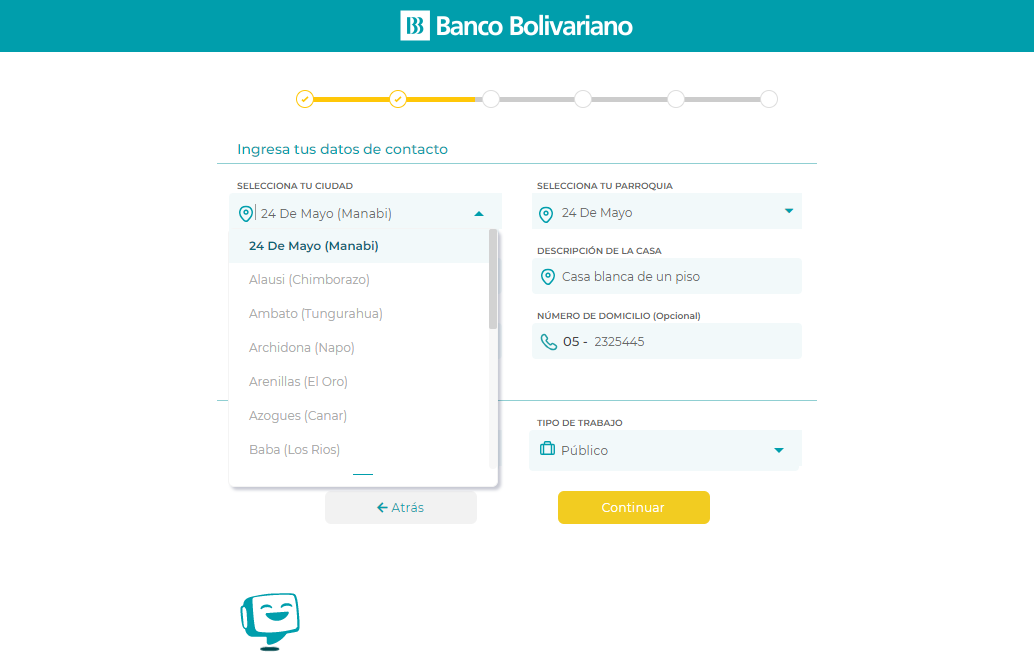 Banco Bolivariano
Ingresa tus datos de contacto
SELECCIONA TU CIUDAD
24 De Mayo (Manabi)
24 De Mayo (Manabi)
Alausi (Chimborazo)
Ambato (Tungurahua)
Archidona (Napo)
Arenillas (El Oro)
Azogues (Canar)
Baba (Los Rios)
SELECCIONA TU PARROQUIA
24 De Mayo
DESCRIPCIÓN DE LA CASA
Casa blanca de un piso
NÚMERO DE DOMICILIO (Opcional)
05 - 2325445
TIPO DE TRABAJO
Público
Atrás
Continuar